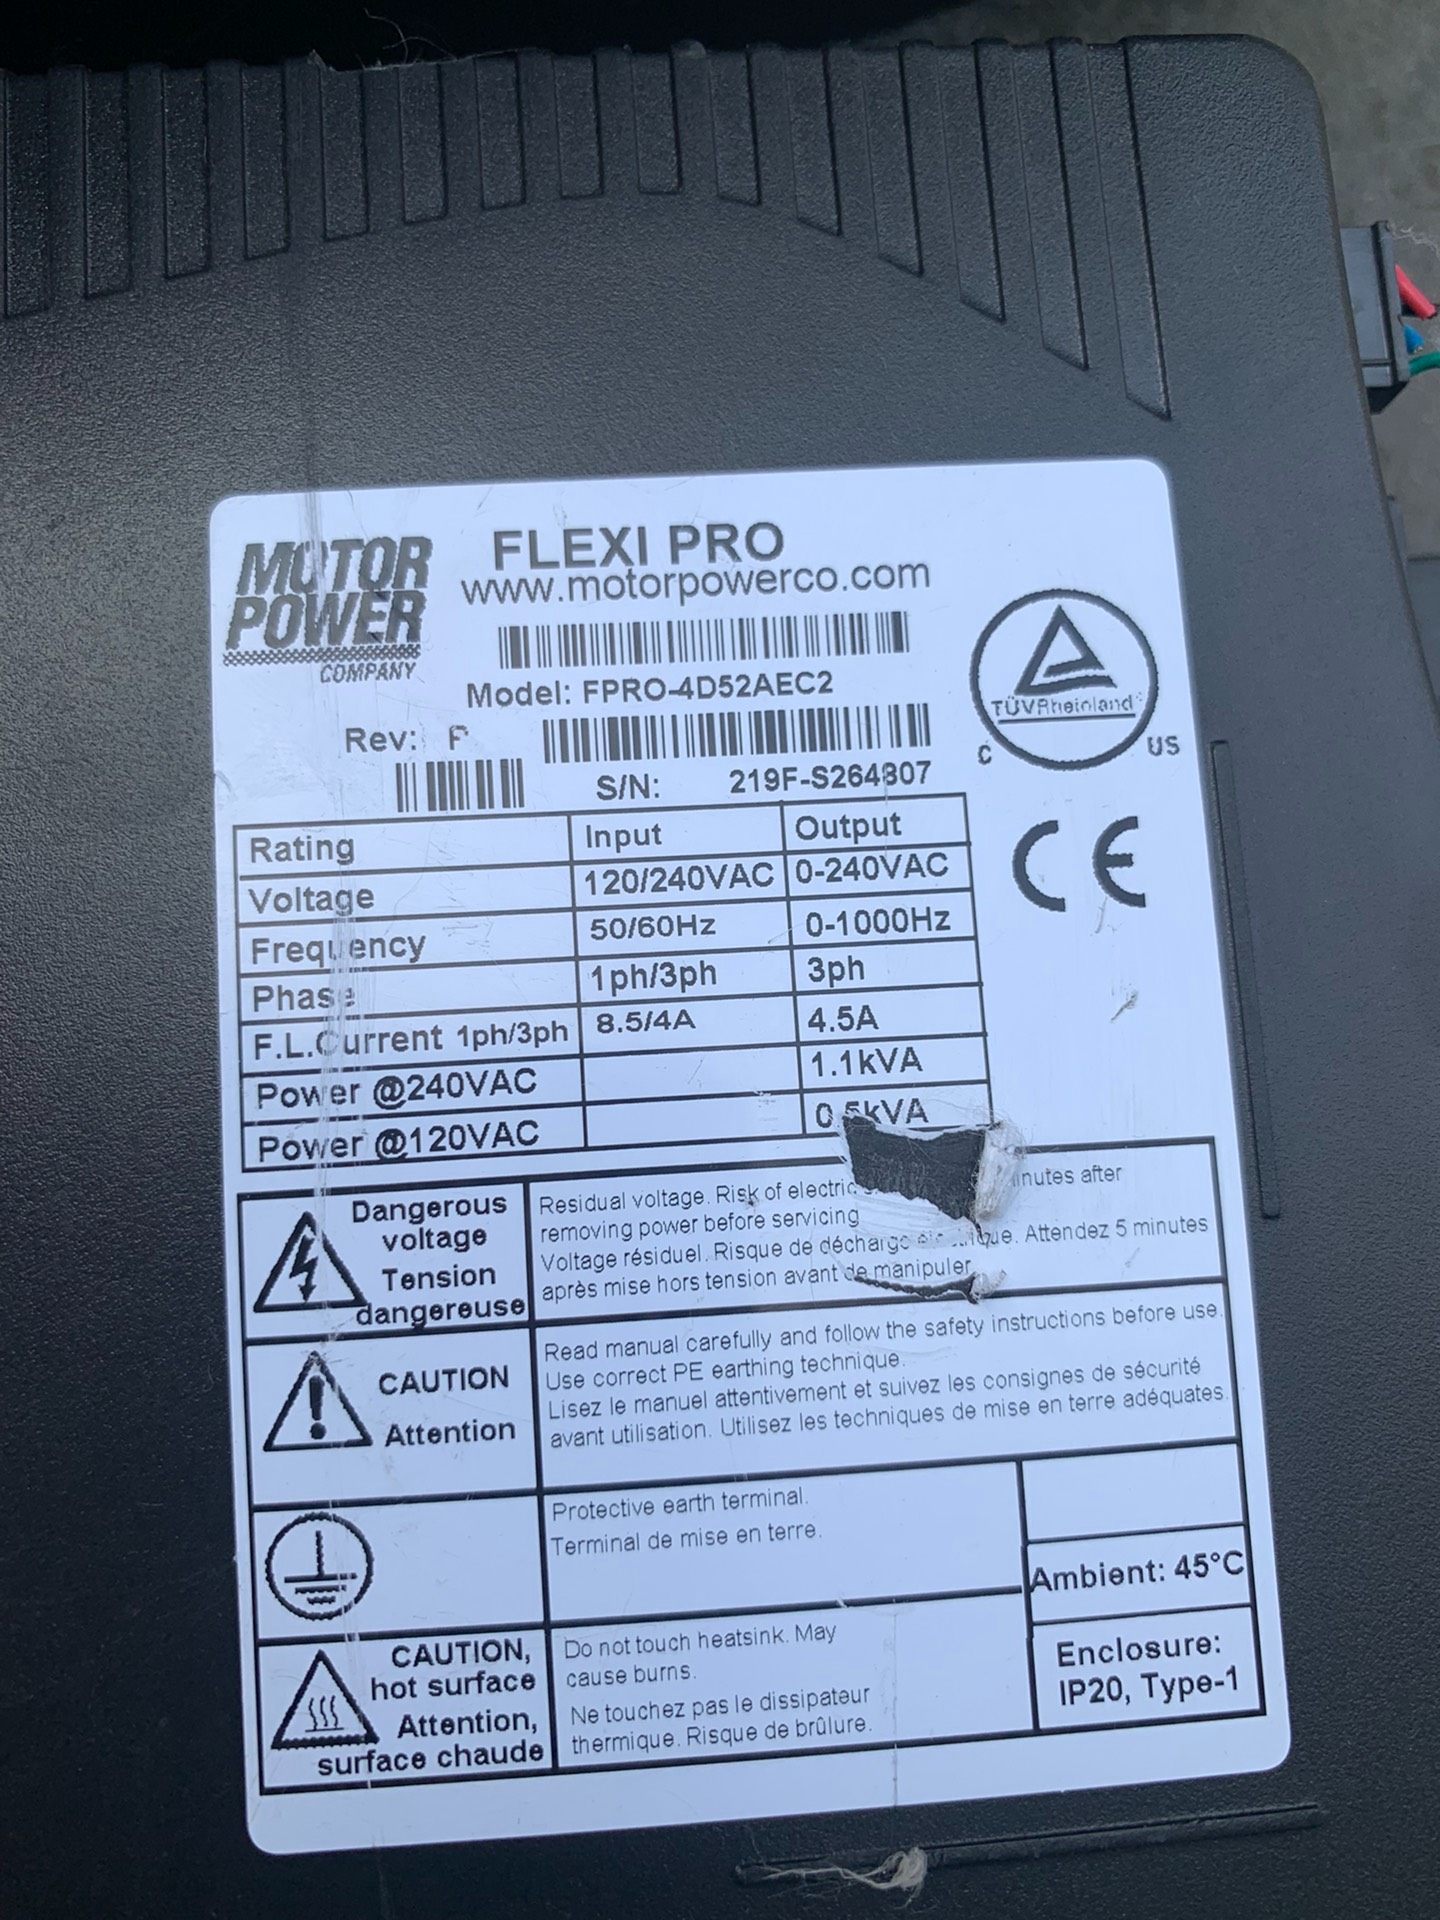 MOTOR
POWER
COMPANY
FLEXI PRO
www.motorpowerco.com
Model: FPRO-4D52AEC2
Rev:
S/N: 219F-S264807
TÜVRheinland
C US
CE
Rating Input Output
Voltage 120/240VAC 0-240VAC
Frequency 50/60Hz 0-1000Hz
Phase 1ph/3ph 3ph
F.L.Current 1ph/3ph 8.5/4A 4.5A
Power @240VAC 1.1kVA
Power @120VAC 0.5kVA
Dangerous
voltage
Tension
dangereuse
Residual voltage. Risk of after
removing power before servicing
Voltage résiduel. Risque de décharge Attendez 5 minutes
après mise hors tension avant de manipuler
CAUTION
Attention
Read manual carefully and follow the safety instructions before use.
Use correct PE earthing technique.
Lisez le manuel attentivement et suivez les consignes de sécurité
avant utilisation. Utilisez les techniques de mise en terre adéquates.
Protective earth terminal.
Terminal de mise en terre.
Ambient: 45°C
CAUTION,
hot surface
Attention,
surface chaude
Do not touch heatsink. May
cause burns.
Ne touchez pas le dissipateur
thermique. Risque de brûlure.
Enclosure:
IP20, Type-1